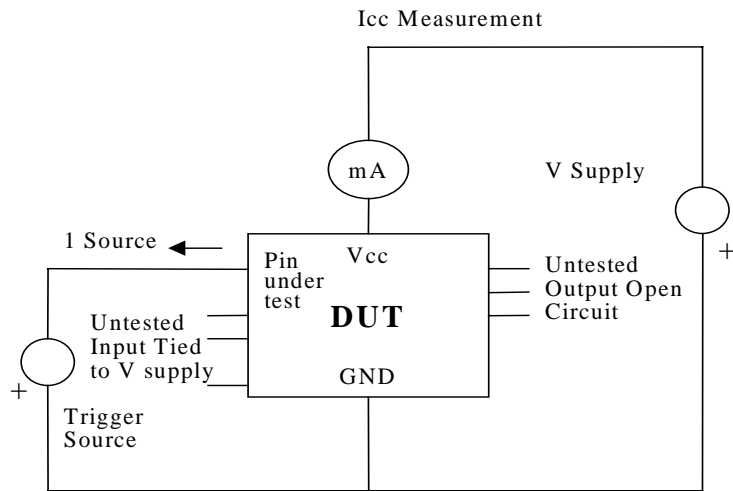 Icc Measurement
mA
V Supply
+
1 Source
Vcc
Pin
under
test
DUT
GND
Untested
Output Open
Circuit
Untested
Input Tied
to V supply
+
Trigger
Source